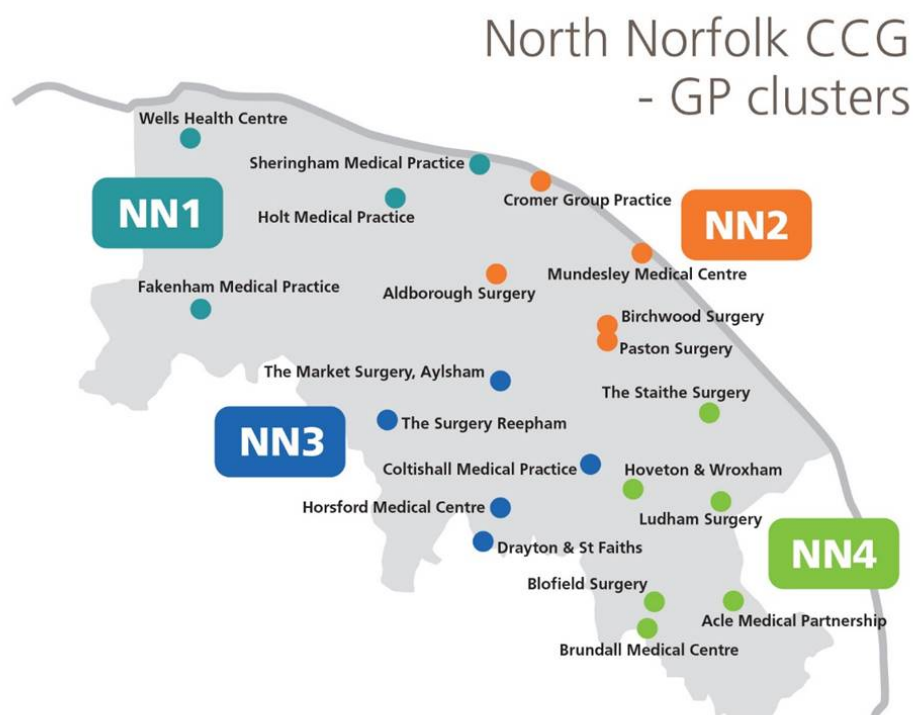 North Norfolk CCG
- GP clusters
Wells Health Centre
Sheringham Medical Practice
Cromer Group Practice
NN1
Holt Medical Practice
NN2
Mundesley Medical Centre
Fakenham Medical Practice
Aldborough Surgery
Birchwood Surgery
Paston Surgery
The Market Surgery, Aylsham
The Staithe Surgery
The Surgery Reepham
NN3
Coltishall Medical Practice
Hoveton & Wroxham
Horsford Medical Centre
Ludham Surgery
Drayton & St Faiths
NN4
Blofield Surgery
Acle Medical Partnership
Brundall Medical Centre